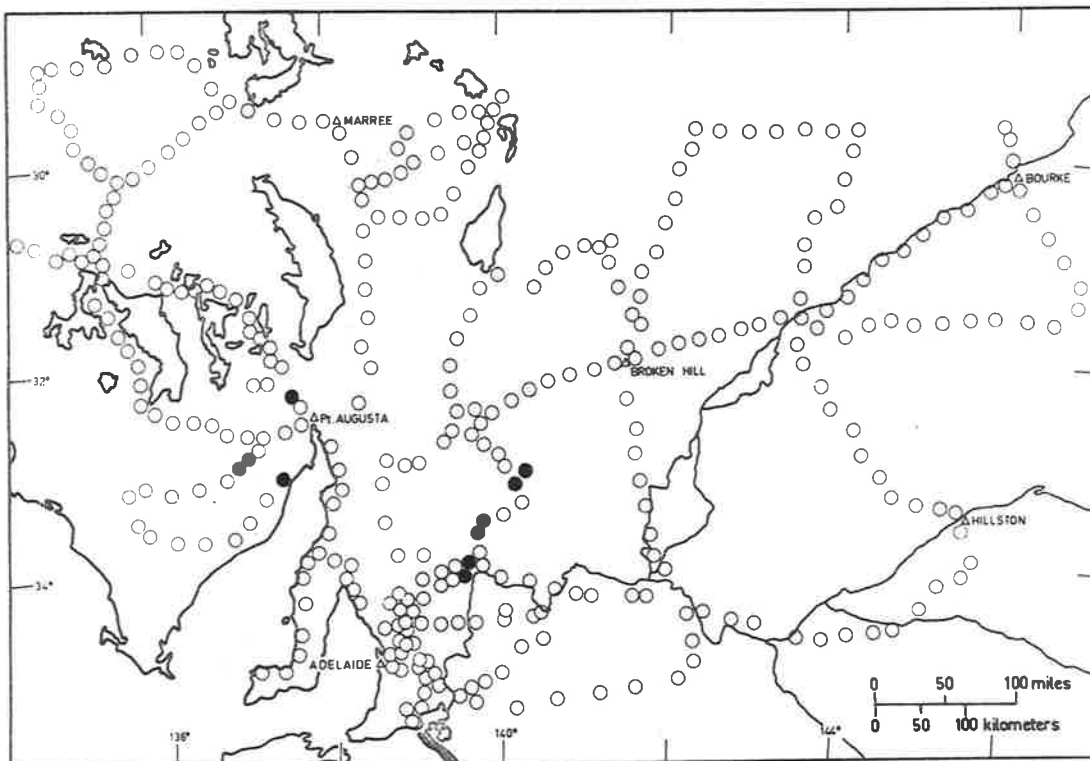 MARREE
30°
BOURKE
32°
BROKEN HILL
Pt. AUGUSTA
HILLSTON
34°
ADELAIDE
0 50 100 miles
0 50 100 kilometers
136° 140° 144°